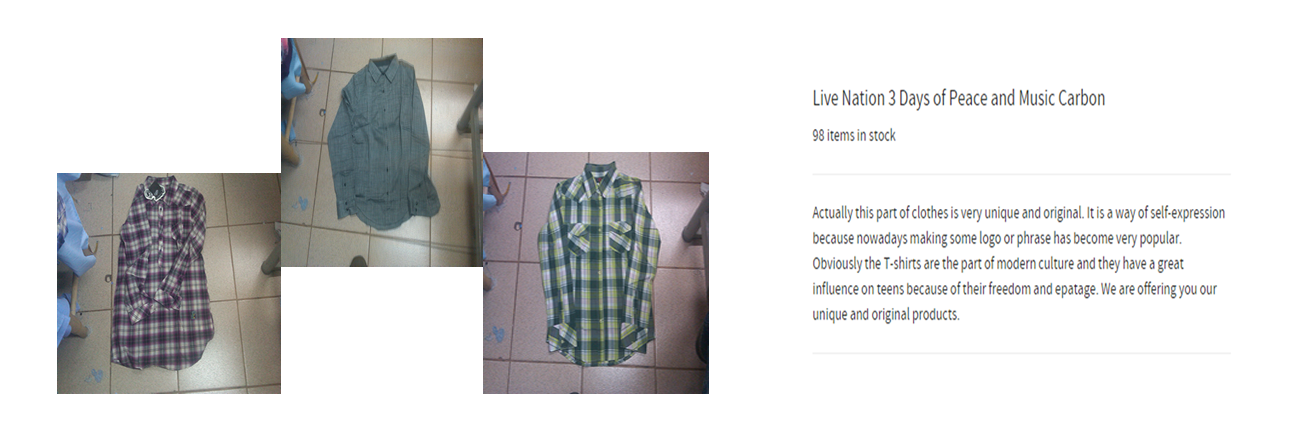 Live Nation 3 Days of Peace and Music Carbon
98 items in stock
Actually this part of clothes is very unique and original. It is a way of self-expression
because nowadays making some logo or phrase has become very popular.
Obviously the T-shirts are the part of modern culture and they have a great
influence on teens because of their freedom and epatage. We are offering you our
unique and original products.